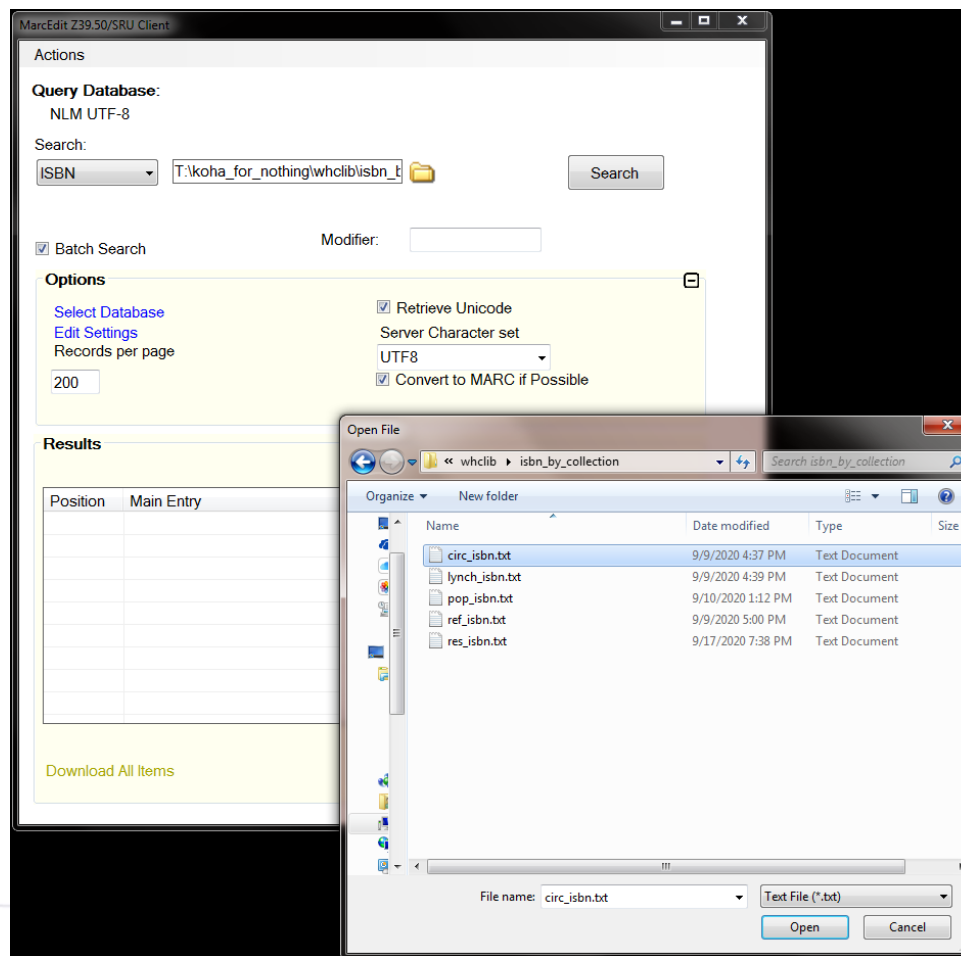 MarcEdit Z39.50/SRU Client
Actions
Query Database:
NLM UTF-8
Search:
ISBN T:\koha_for_nothing\whclib\isbn_b Search
Batch Search Modifier:
Options
Select Database Retrieve Unicode
Edit Settings Server Character set
Records per page UTF8
200 Convert to MARC if Possible
Results
Position Main Entry
Download All Items
Open File
« whclib isbn_by_collection Search isbn_by_collection
Organize New folder
Name Date modified Type Size
circ_isbn.txt 9/9/2020 4:37 PM Text Document
lynch_isbn.txt 9/9/2020 4:39 PM Text Document
pop_isbn.txt 9/10/2020 1:12 PM Text Document
ref_isbn.txt 9/9/2020 5:00 PM Text Document
res_isbn.txt 9/17/2020 7:38 PM Text Document
File name: circ_isbn.txt Text File (*.txt)
Open Cancel